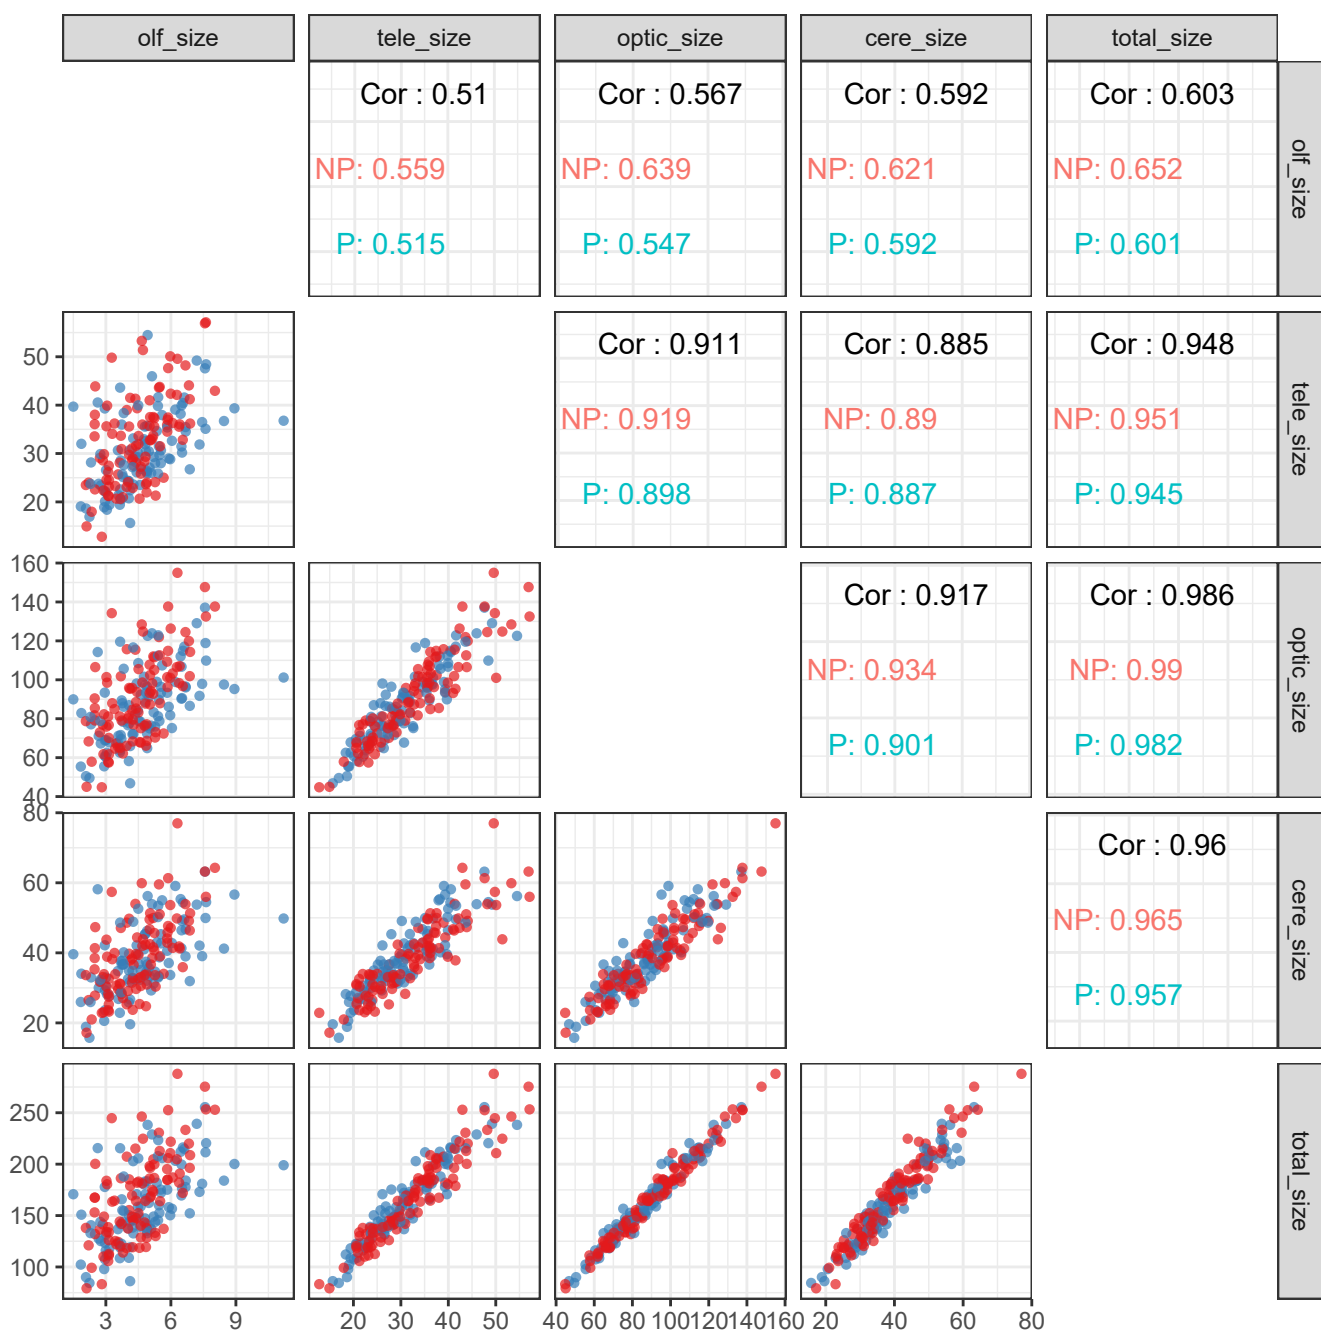 olf_size tele_size optic_size cere_size total_size
Cor : 0.51 Cor : 0.567 Cor : 0.592 Cor : 0.603
NP: 0.559 NP: 0.639 NP: 0.621 NP: 0.652
P: 0.515 P: 0.547 P: 0.592 P: 0.601
olf_size
Cor : 0.911 Cor : 0.885 Cor : 0.948
NP: 0.919 NP: 0.89 NP: 0.951
P: 0.898 P: 0.887 P: 0.945
tele_size
50
40
30
20
Cor : 0.917 Cor : 0.986
NP: 0.934 NP: 0.99
P: 0.901 P: 0.982
optic_size
160
140
120
100
80
60
40
Cor : 0.96
NP: 0.965
P: 0.957
cere_size
80
60
40
20
total_size
250
200
150
100
3 6 9 20 30 40 50 40 60 80 100 120 140 160 20 40 60 80